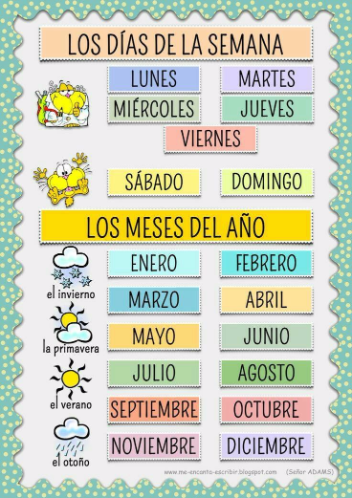 LOS DÍAS DE LA SEMANA
LUNES MARTES
MIÉRCOLES JUEVES
VIERNES
SÁBADO DOMINGO
LOS MESES DEL AÑO
ENERO FEBRERO
el invierno
MARZO ABRIL
MAYO JUNIO
la primavera
JULIO AGOSTO
el verano
SEPTIEMBRE OCTUBRE
NOVIEMBRE DICIEMBRE
el otoño
www.me-encanta-escribir.blogspot.com (Señor ADAMS)